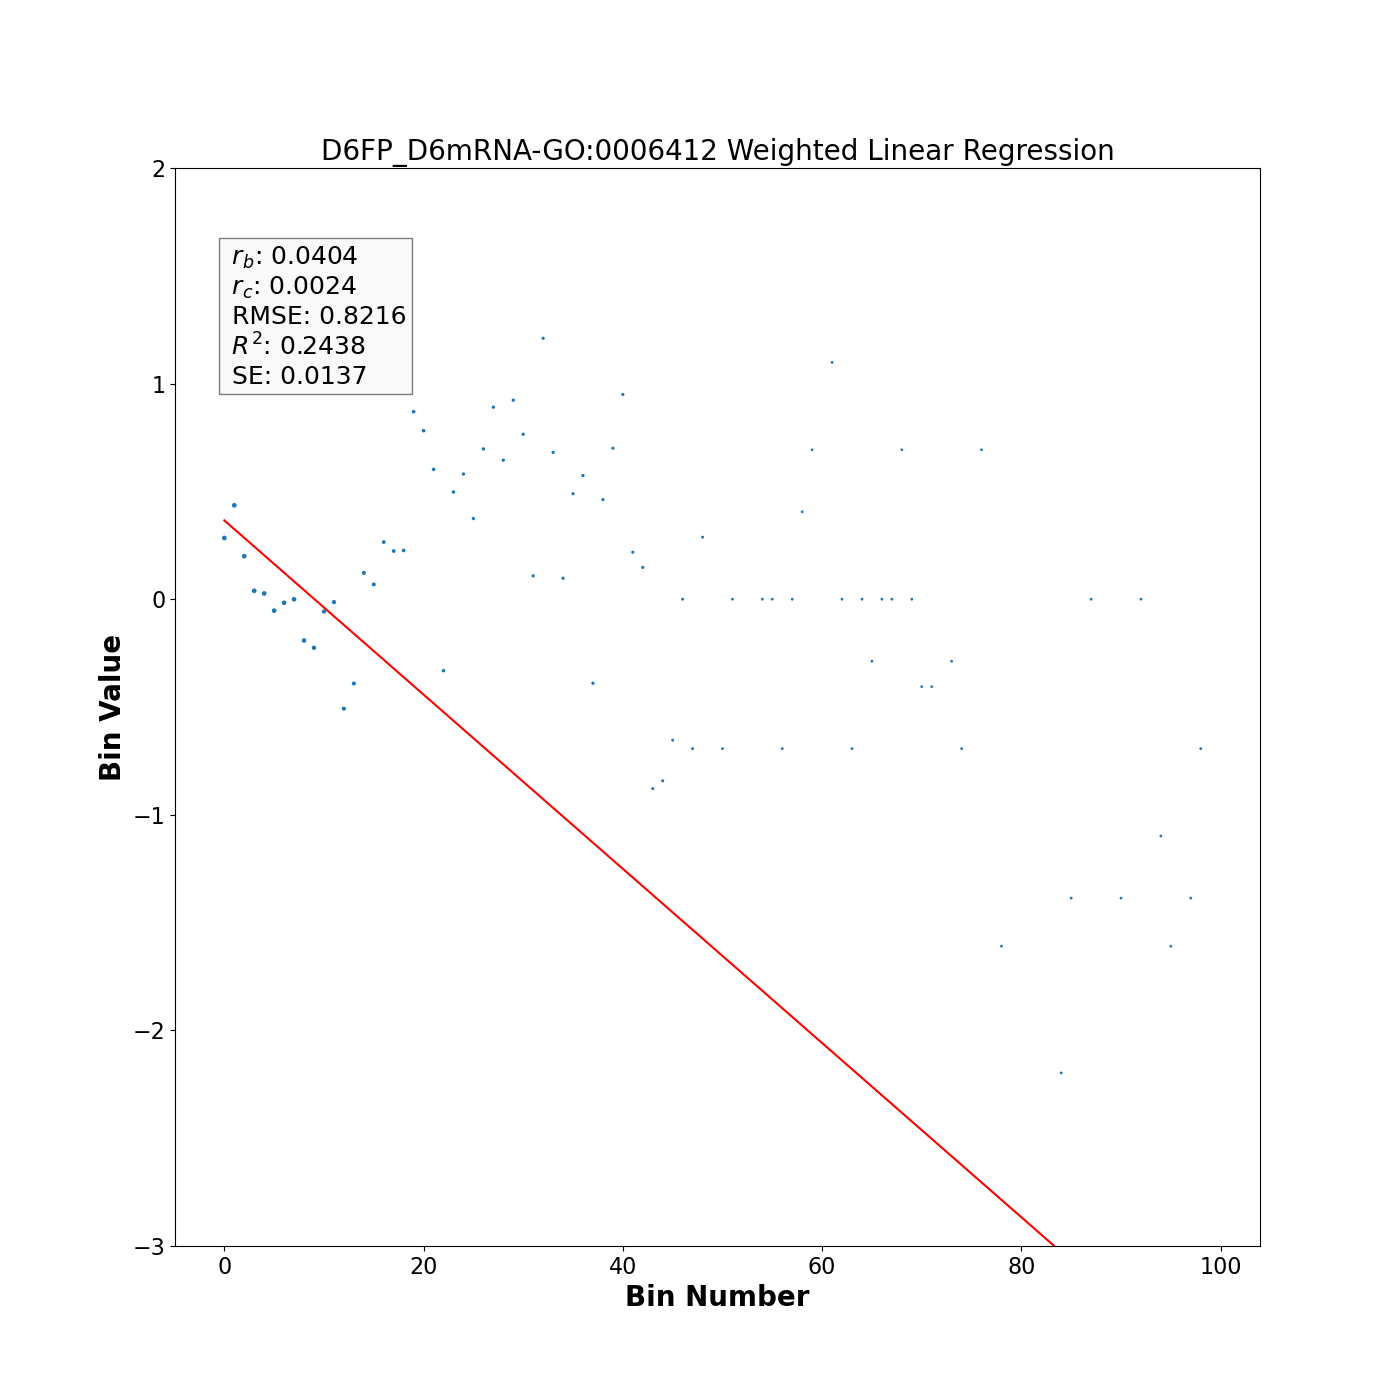 D6FP_D6mRNA-GO:0006412 Weighted Linear Regression
2
1
0
−1
−2
−3
r_b: 0.0404
r_c: 0.0024
RMSE: 0.8216
R²: 0.2438
SE: 0.0137
Bin Value
0 20 40 60 80 100
Bin Number